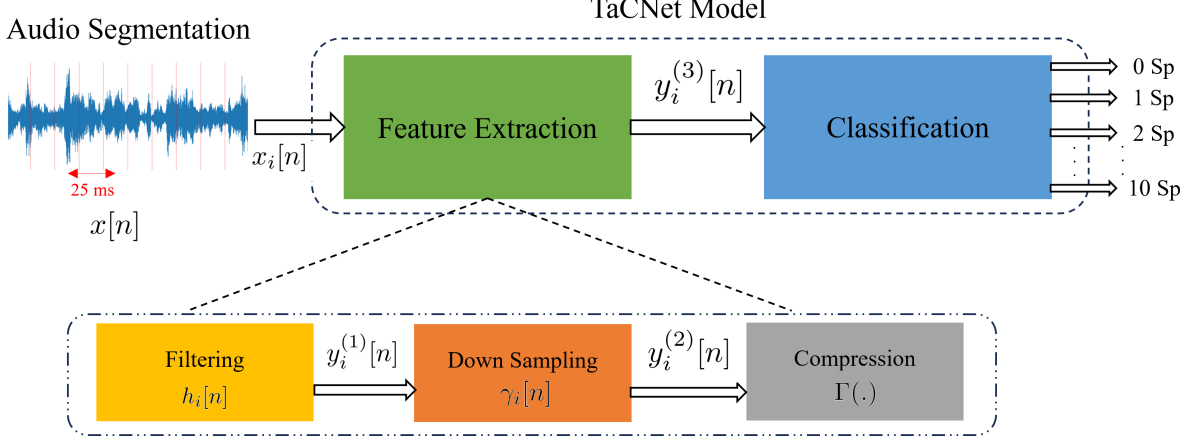 TaCNet Model
Audio Segmentation
25 ms
x[n]
x_i[n]
Feature Extraction
y_i^{(3)}[n]
Classification
0 Sp
1 Sp
2 Sp
10 Sp
Filtering
h_i[n]
y_i^{(1)}[n]
Down Sampling
γ_i[n]
y_i^{(2)}[n]
Compression
Γ(.)